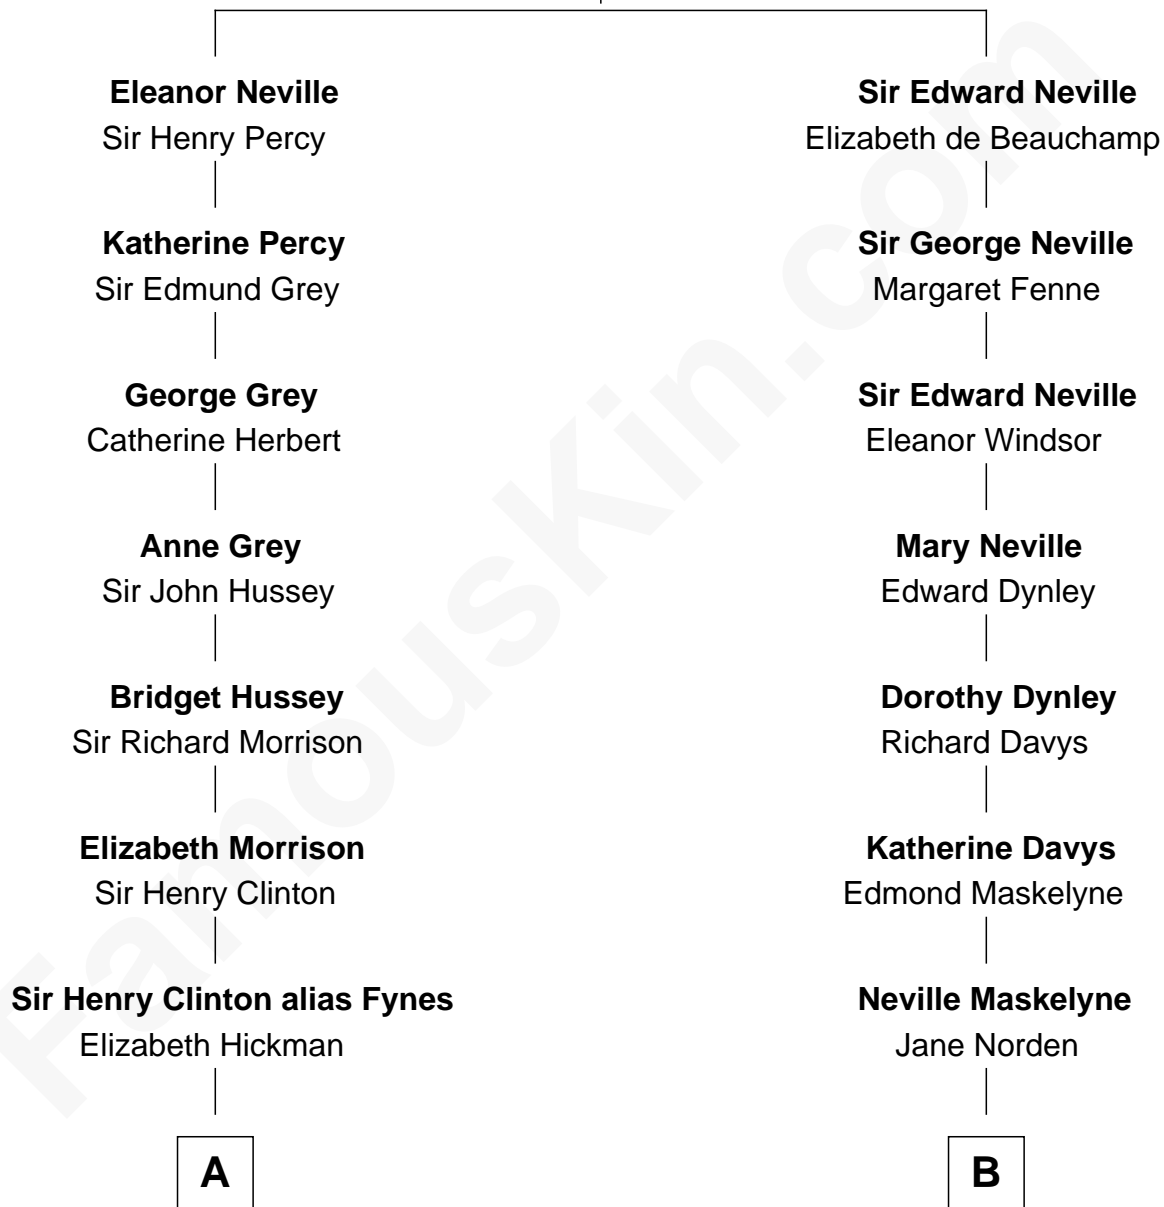 Eleanor Neville
Sir Henry Percy
Katherine Percy
Sir Edmund Grey
George Grey
Catherine Herbert
Anne Grey
Sir John Hussey
Bridget Hussey
Sir Richard Morrison
Elizabeth Morrison
Sir Henry Clinton
Sir Henry Clinton alias Fynes
Elizabeth Hickman
A
Sir Edward Neville
Elizabeth de Beauchamp
Sir George Neville
Margaret Fenne
Sir Edward Neville
Eleanor Windsor
Mary Neville
Edward Dynley
Dorothy Dynley
Richard Davys
Katherine Davys
Edmond Maskelyne
Neville Maskelyne
Jane Norden
B
FamousKin.com